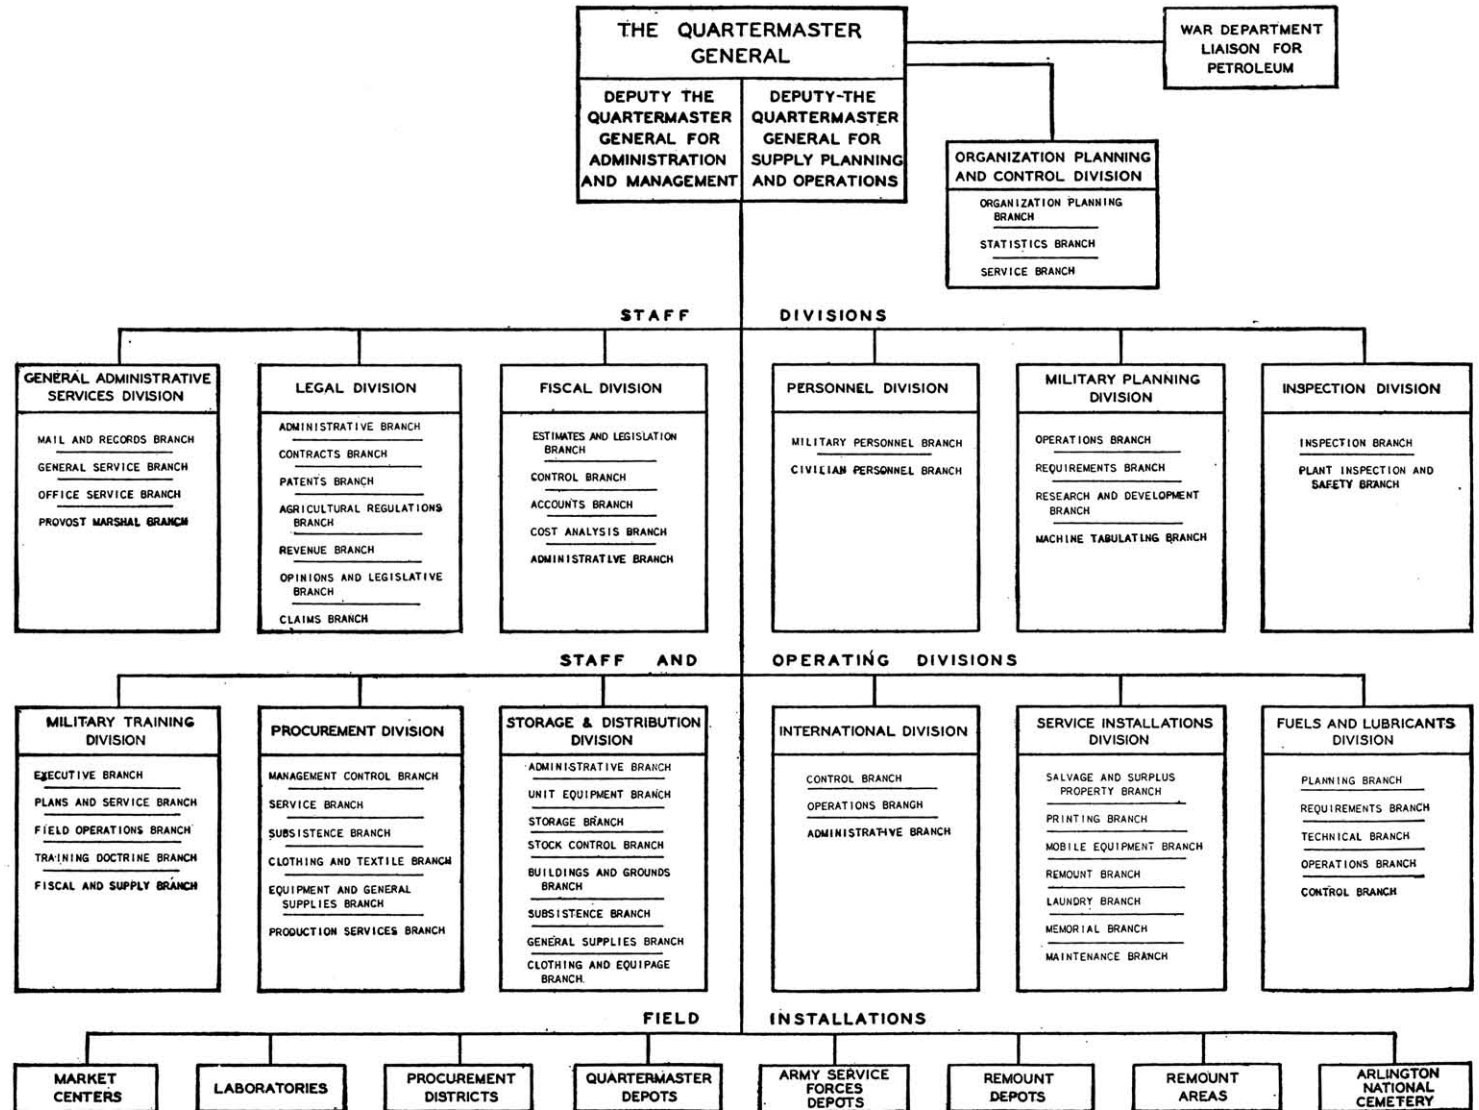 THE QUARTERMASTER
GENERAL
DEPUTY THE
QUARTERMASTER
GENERAL FOR
ADMINISTRATION
AND MANAGEMENT
DEPUTY-THE
QUARTERMASTER
GENERAL FOR
SUPPLY PLANNING
AND OPERATIONS
WAR DEPARTMENT
LIAISON FOR
PETROLEUM
ORGANIZATION PLANNING
AND CONTROL DIVISION
ORGANIZATION PLANNING
BRANCH
STATISTICS BRANCH
SERVICE BRANCH
STAFF DIVISIONS
GENERAL ADMINISTRATIVE
SERVICES DIVISION
MAIL AND RECORDS BRANCH
GENERAL SERVICE BRANCH
OFFICE SERVICE BRANCH
PROVOST MARSHAL BRANCH
LEGAL DIVISION
ADMINISTRATIVE BRANCH
CONTRACTS BRANCH
PATENTS BRANCH
AGRICULTURAL REGULATIONS
BRANCH
REVENUE BRANCH
OPINIONS AND LEGISLATIVE
BRANCH
CLAIMS BRANCH
FISCAL DIVISION
ESTIMATES AND LEGISLATION
BRANCH
CONTROL BRANCH
ACCOUNTS BRANCH
COST ANALYSIS BRANCH
ADMINISTRATIVE BRANCH
PERSONNEL DIVISION
MILITARY PERSONNEL BRANCH
CIVILIAN PERSONNEL BRANCH
MILITARY PLANNING
DIVISION
OPERATIONS BRANCH
REQUIREMENTS BRANCH
RESEARCH AND DEVELOPMENT
BRANCH
MACHINE TABULATING BRANCH
INSPECTION DIVISION
INSPECTION BRANCH
PLANT INSPECTION AND
SAFETY BRANCH
STAFF AND OPERATING DIVISIONS
MILITARY TRAINING
DIVISION
EXECUTIVE BRANCH
PLANS AND SERVICE BRANCH
FIELD OPERATIONS BRANCH
TRAINING DOCTRINE BRANCH
FISCAL AND SUPPLY BRANCH
PROCUREMENT DIVISION
MANAGEMENT CONTROL BRANCH
SERVICE BRANCH
SUBSISTENCE BRANCH
CLOTHING AND TEXTILE BRANCH
EQUIPMENT AND GENERAL
SUPPLIES BRANCH
PRODUCTION SERVICES BRANCH
STORAGE & DISTRIBUTION
DIVISION
ADMINISTRATIVE BRANCH
UNIT EQUIPMENT BRANCH
STORAGE BRANCH
STOCK CONTROL BRANCH
BUILDINGS AND GROUNDS
BRANCH
SUBSISTENCE BRANCH
GENERAL SUPPLIES BRANCH
CLOTHING AND EQUIPAGE
BRANCH
INTERNATIONAL DIVISION
CONTROL BRANCH
OPERATIONS BRANCH
ADMINISTRATIVE BRANCH
SERVICE INSTALLATIONS
DIVISION
SALVAGE AND SURPLUS
PROPERTY BRANCH
PRINTING BRANCH
MOBILE EQUIPMENT BRANCH
REMOUNT BRANCH
LAUNDRY BRANCH
MEMORIAL BRANCH
MAINTENANCE BRANCH
FUELS AND LUBRICANTS
DIVISION
PLANNING BRANCH
REQUIREMENTS BRANCH
TECHNICAL BRANCH
OPERATIONS BRANCH
CONTROL BRANCH
FIELD INSTALLATIONS
MARKET
CENTERS
LABORATORIES
PROCUREMENT
DISTRICTS
QUARTERMASTER
DEPOTS
ARMY SERVICE
FORCES
DEPOTS
REMOUNT
DEPOTS
REMOUNT
AREAS
ARLINGTON
NATIONAL
CEMETERY